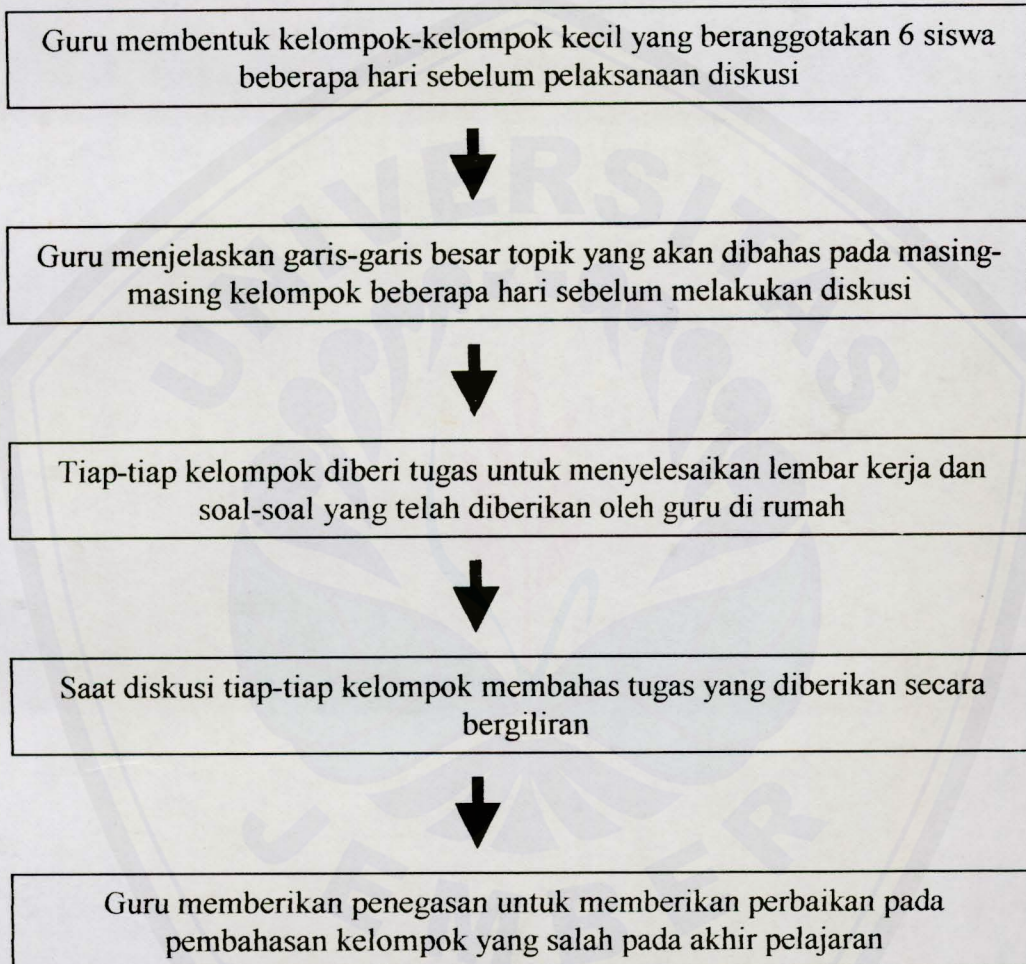 Guru membentuk kelompok-kelompok kecil yang beranggotakan 6 siswa
beberapa hari sebelum pelaksanaan diskusi
Guru menjelaskan garis-garis besar topik yang akan dibahas pada masing-
masing kelompok beberapa hari sebelum melakukan diskusi
Tiap-tiap kelompok diberi tugas untuk menyelesaikan lembar kerja dan
soal-soal yang telah diberikan oleh guru di rumah
Saat diskusi tiap-tiap kelompok membahas tugas yang diberikan secara
bergiliran
Guru memberikan penegasan untuk memberikan perbaikan pada
pembahasan kelompok yang salah pada akhir pelajaran
UNIVERSITAS
JEMBER